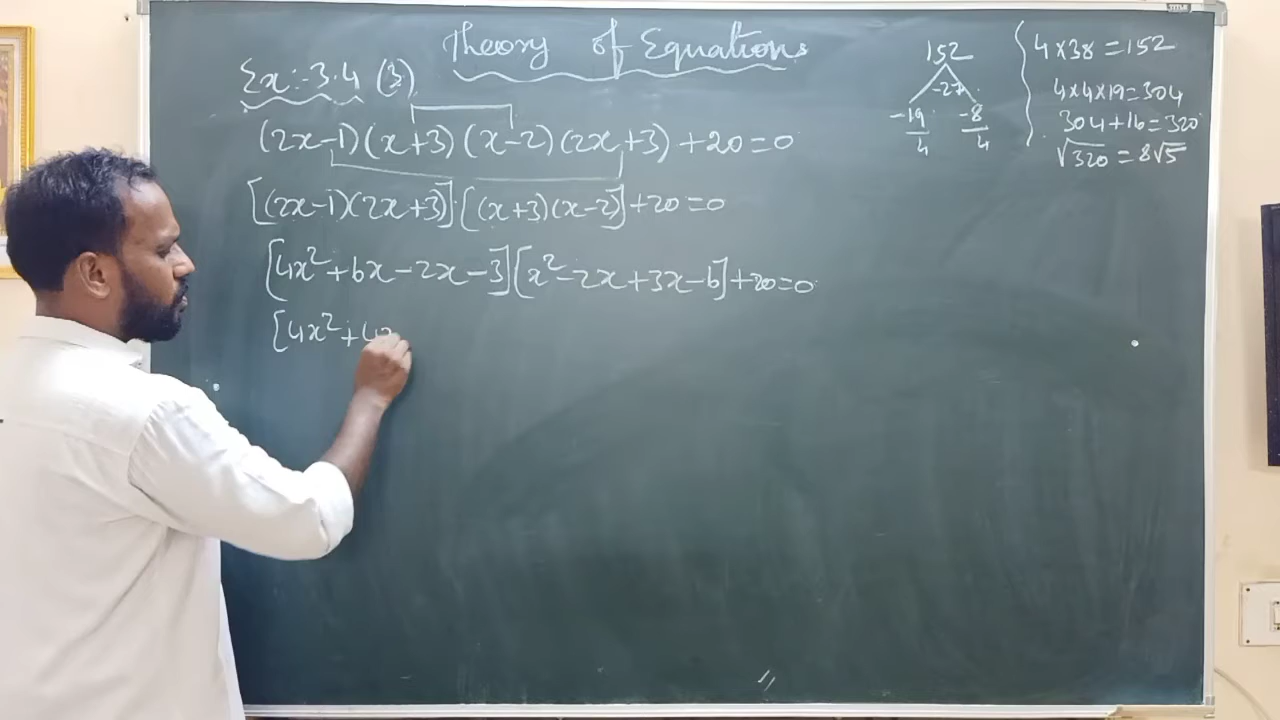 Theory of Equations
Ex:-3.4 (3)
(2x-1)(x+3)(x-2)(2x+3)+20=0
[(2x-1)(2x+3)].[(x+3)(x-2)]+20=0
[4x²+6x-2x-3][x²-2x+3x-6]+20=0
[4x²+4x
152
-27
-19/4 -8/4
4×38=152
4×4×19=304
304+16=320
√320=8√5